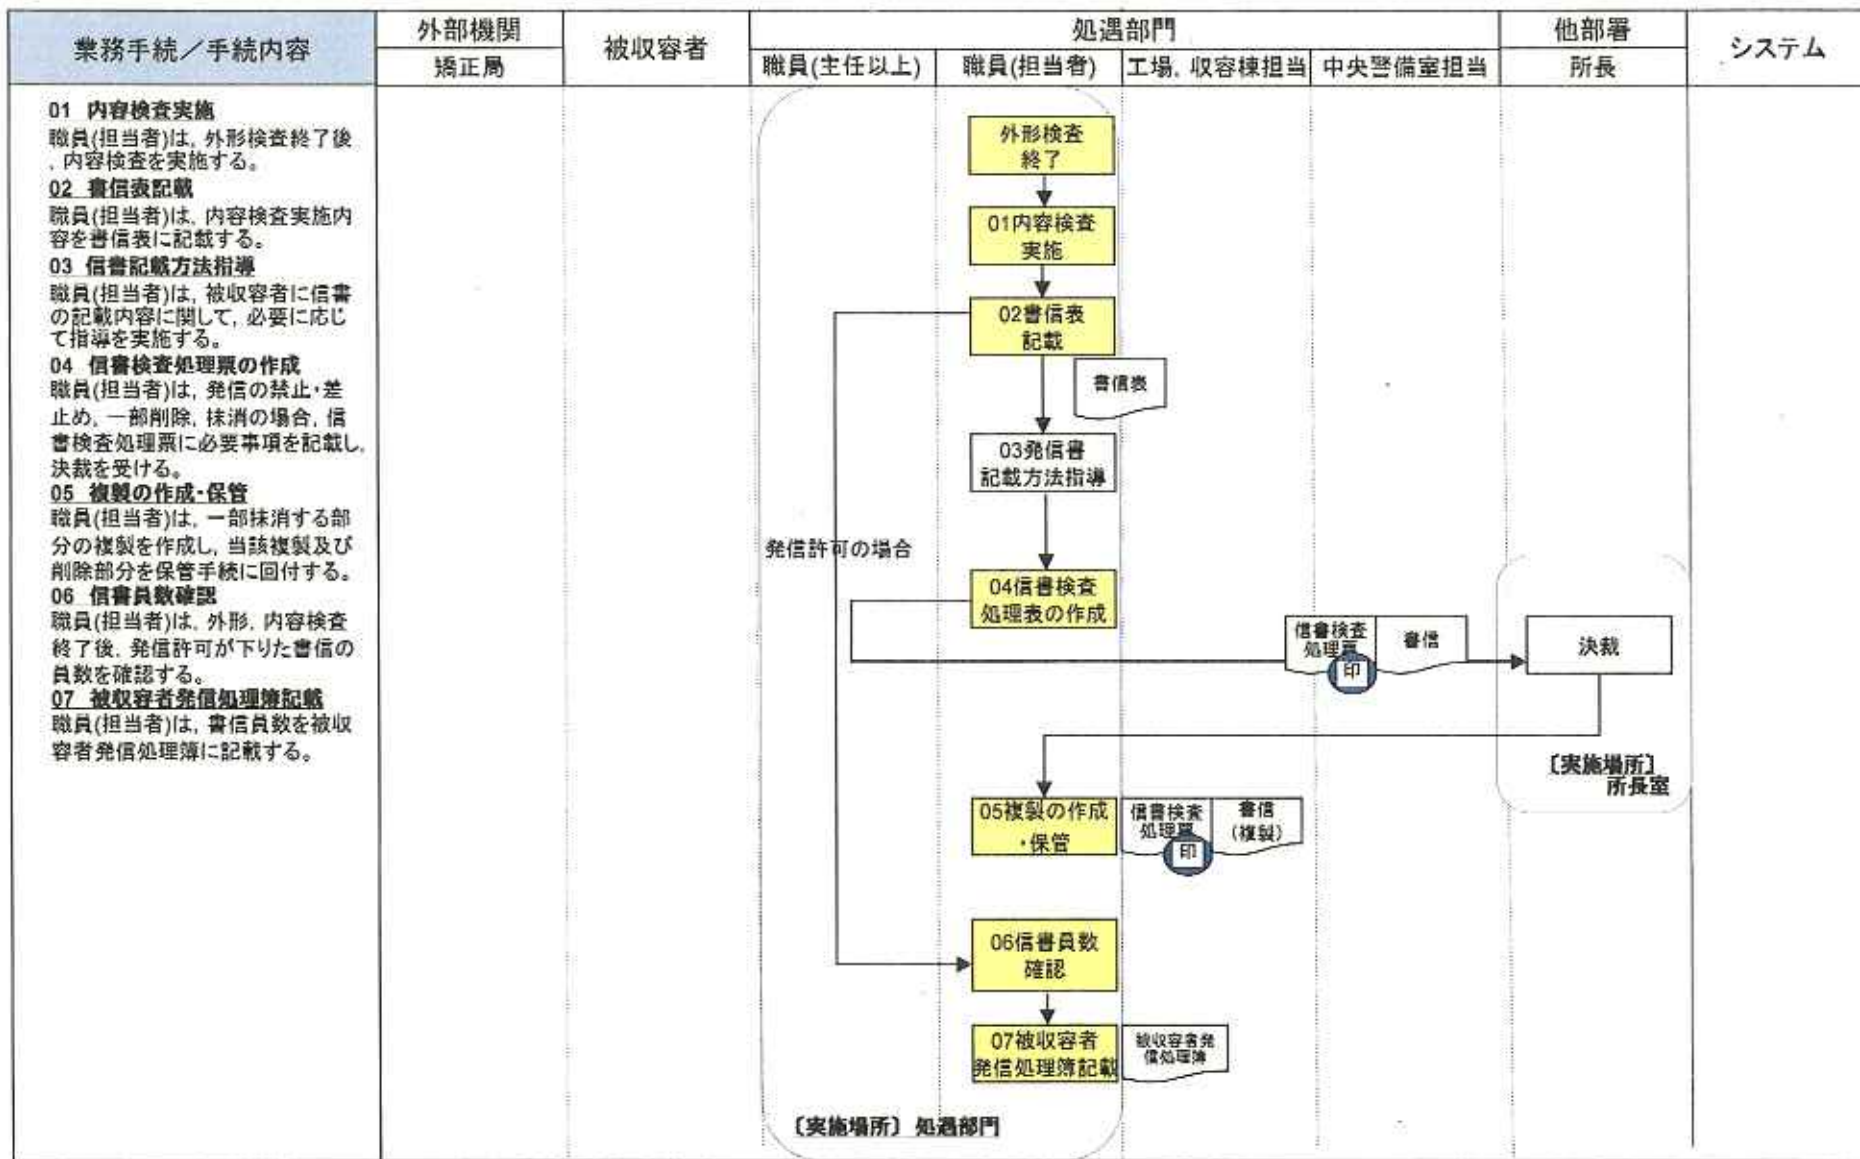 業務手続／手続内容
外部機関
矯正局
被収容者
処遇部門
職員(主任以上)
職員(担当者)
工場，収容棟担当
中央警備室担当
他部署
所長
システム
01 内容検査実施
職員(担当者)は，外形検査終了後
，内容検査を実施する。
02 書信表記載
職員(担当者)は，内容検査実施内
容を書信表に記載する。
03 信書記載方法指導
職員(担当者)は，被収容者に信書
の記載内容に関して，必要に応じ
て指導を実施する。
04 信書検査処理票の作成
職員(担当者)は，発信の禁止・差
止め，一部削除，抹消の場合，信
書検査処理票に必要事項を記載し，
決裁を受ける。
05 複製の作成・保管
職員(担当者)は，一部抹消する部
分の複製を作成し，当該複製及び
削除部分を保管手続に回付する。
06 信書員数確認
職員(担当者)は，外形，内容検査
終了後，発信許可が下りた書信の
員数を確認する。
07 被収容者発信処理簿記載
職員(担当者)は，書信員数を被収
容者発信処理簿に記載する。
外形検査
終了
01内容検査
実施
02書信表
記載
書信表
03発信書
記載方法指導
発信許可の場合
04信書検査
処理表の作成
信書検査
処理票
印
書信
決裁
〔実施場所〕
所長室
05複製の作成
・保管
信書検査
処理票
印
書信
（複製）
06信書員数
確認
07被収容者
発信処理簿記載
被収容者発
信処理簿
〔実施場所〕処遇部門